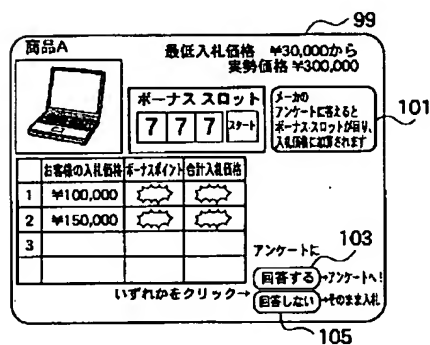 99
商品A
最低入札価格 ¥30,000から
実勢価格 ¥300,000
ボーナス スロット
7 7 7 スタート
メーカの
アンケートに答えると
ボーナススロットが回り、
入札価格に加算されます
101
お客様の入札価格 ボーナスポイント 合計入札価格
1 ¥100,000
2 ¥150,000
3
アンケートに
103
回答する →アンケートへ!
いずれかをクリック→ 回答しない →そのまま入札
105